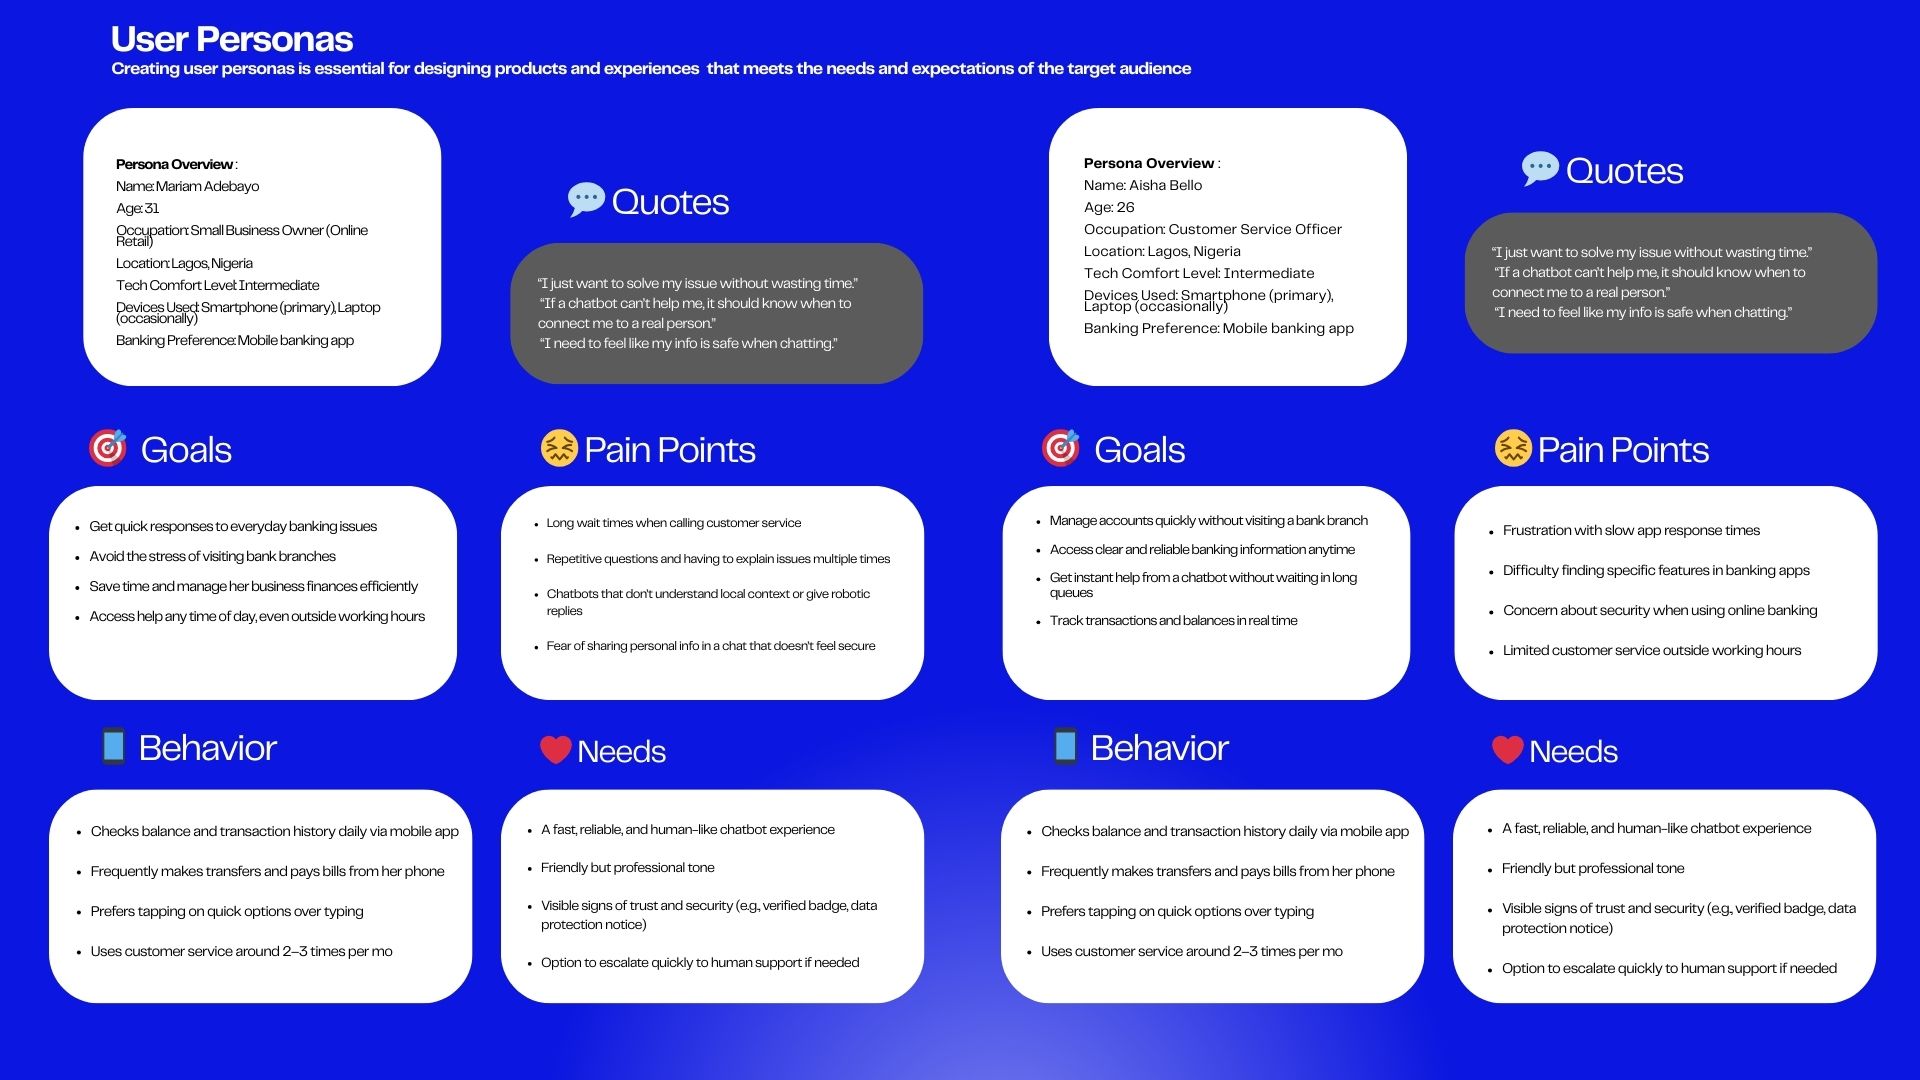 User Personas
Creating user personas is essential for designing products and experiences that meets the needs and expectations of the target audience
Persona Overview :
Name: Mariam Adebayo
Age: 31
Occupation: Small Business Owner (Online
Retail)
Location: Lagos, Nigeria
Tech Comfort Level: Intermediate
Devices Used: Smartphone (primary), Laptop
(occasionally)
Banking Preference: Mobile banking app
Quotes
“I just want to solve my issue without wasting time.”
“If a chatbot can’t help me, it should know when to
connect me to a real person.”
“I need to feel like my info is safe when chatting.”
Goals
• Get quick responses to everyday banking issues
• Avoid the stress of visiting bank branches
• Save time and manage her business finances efficiently
• Access help any time of day, even outside working hours
Pain Points
• Long wait times when calling customer service
• Repetitive questions and having to explain issues multiple times
• Chatbots that don’t understand local context or give robotic
replies
• Fear of sharing personal info in a chat that doesn’t feel secure
Behavior
• Checks balance and transaction history daily via mobile app
• Frequently makes transfers and pays bills from her phone
• Prefers tapping on quick options over typing
• Uses customer service around 2–3 times per mo
Needs
• A fast, reliable, and human-like chatbot experience
• Friendly but professional tone
• Visible signs of trust and security (e.g., verified badge, data
protection notice)
• Option to escalate quickly to human support if needed
Persona Overview :
Name: Aisha Bello
Age: 26
Occupation: Customer Service Officer
Location: Lagos, Nigeria
Tech Comfort Level: Intermediate
Devices Used: Smartphone (primary),
Laptop (occasionally)
Banking Preference: Mobile banking app
Quotes
“I just want to solve my issue without wasting time.”
“If a chatbot can’t help me, it should know when to
connect me to a real person.”
“I need to feel like my info is safe when chatting.”
Goals
• Manage accounts quickly without visiting a bank branch
• Access clear and reliable banking information anytime
• Get instant help from a chatbot without waiting in long
queues
• Track transactions and balances in real time
Pain Points
• Frustration with slow app response times
• Difficulty finding specific features in banking apps
• Concern about security when using online banking
• Limited customer service outside working hours
Behavior
• Checks balance and transaction history daily via mobile app
• Frequently makes transfers and pays bills from her phone
• Prefers tapping on quick options over typing
• Uses customer service around 2–3 times per mo
Needs
• A fast, reliable, and human-like chatbot experience
• Friendly but professional tone
• Visible signs of trust and security (e.g., verified badge, data
protection notice)
• Option to escalate quickly to human support if needed